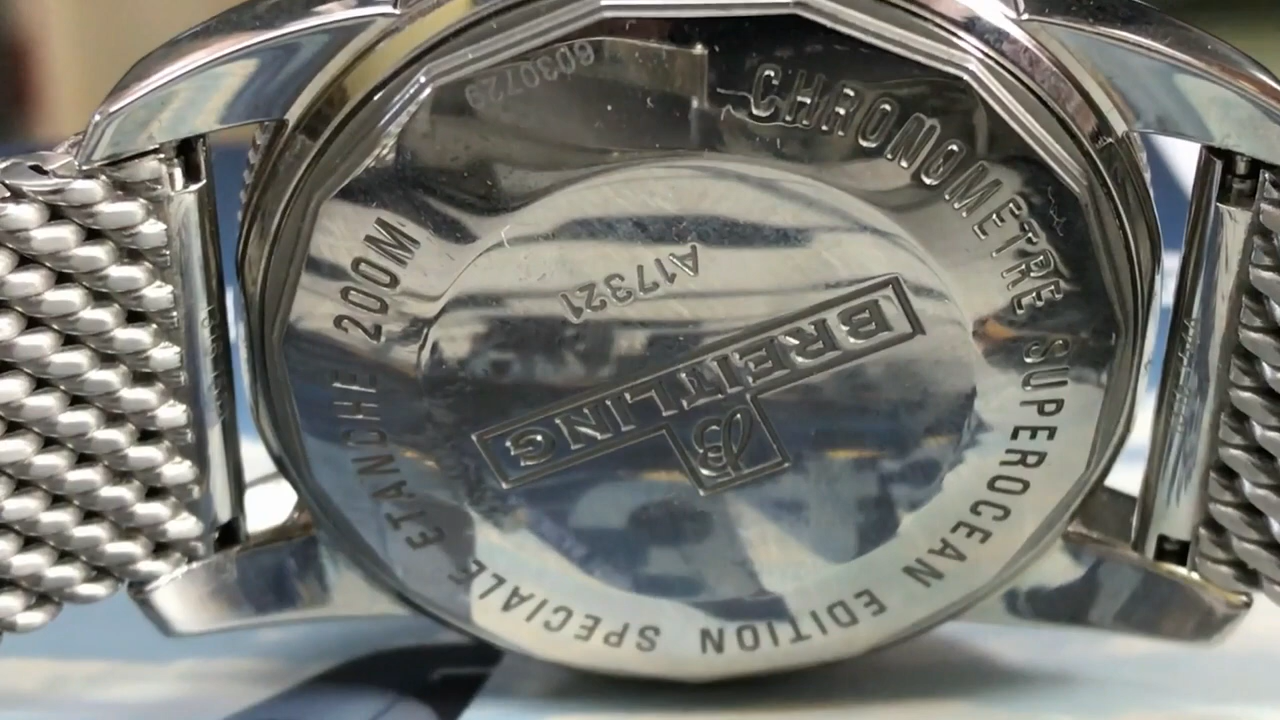 CHRONOMETRE SUPEROCEAN EDITION SPECIALE ETANCHE 200M
6030729
A17321
BREITLING
B